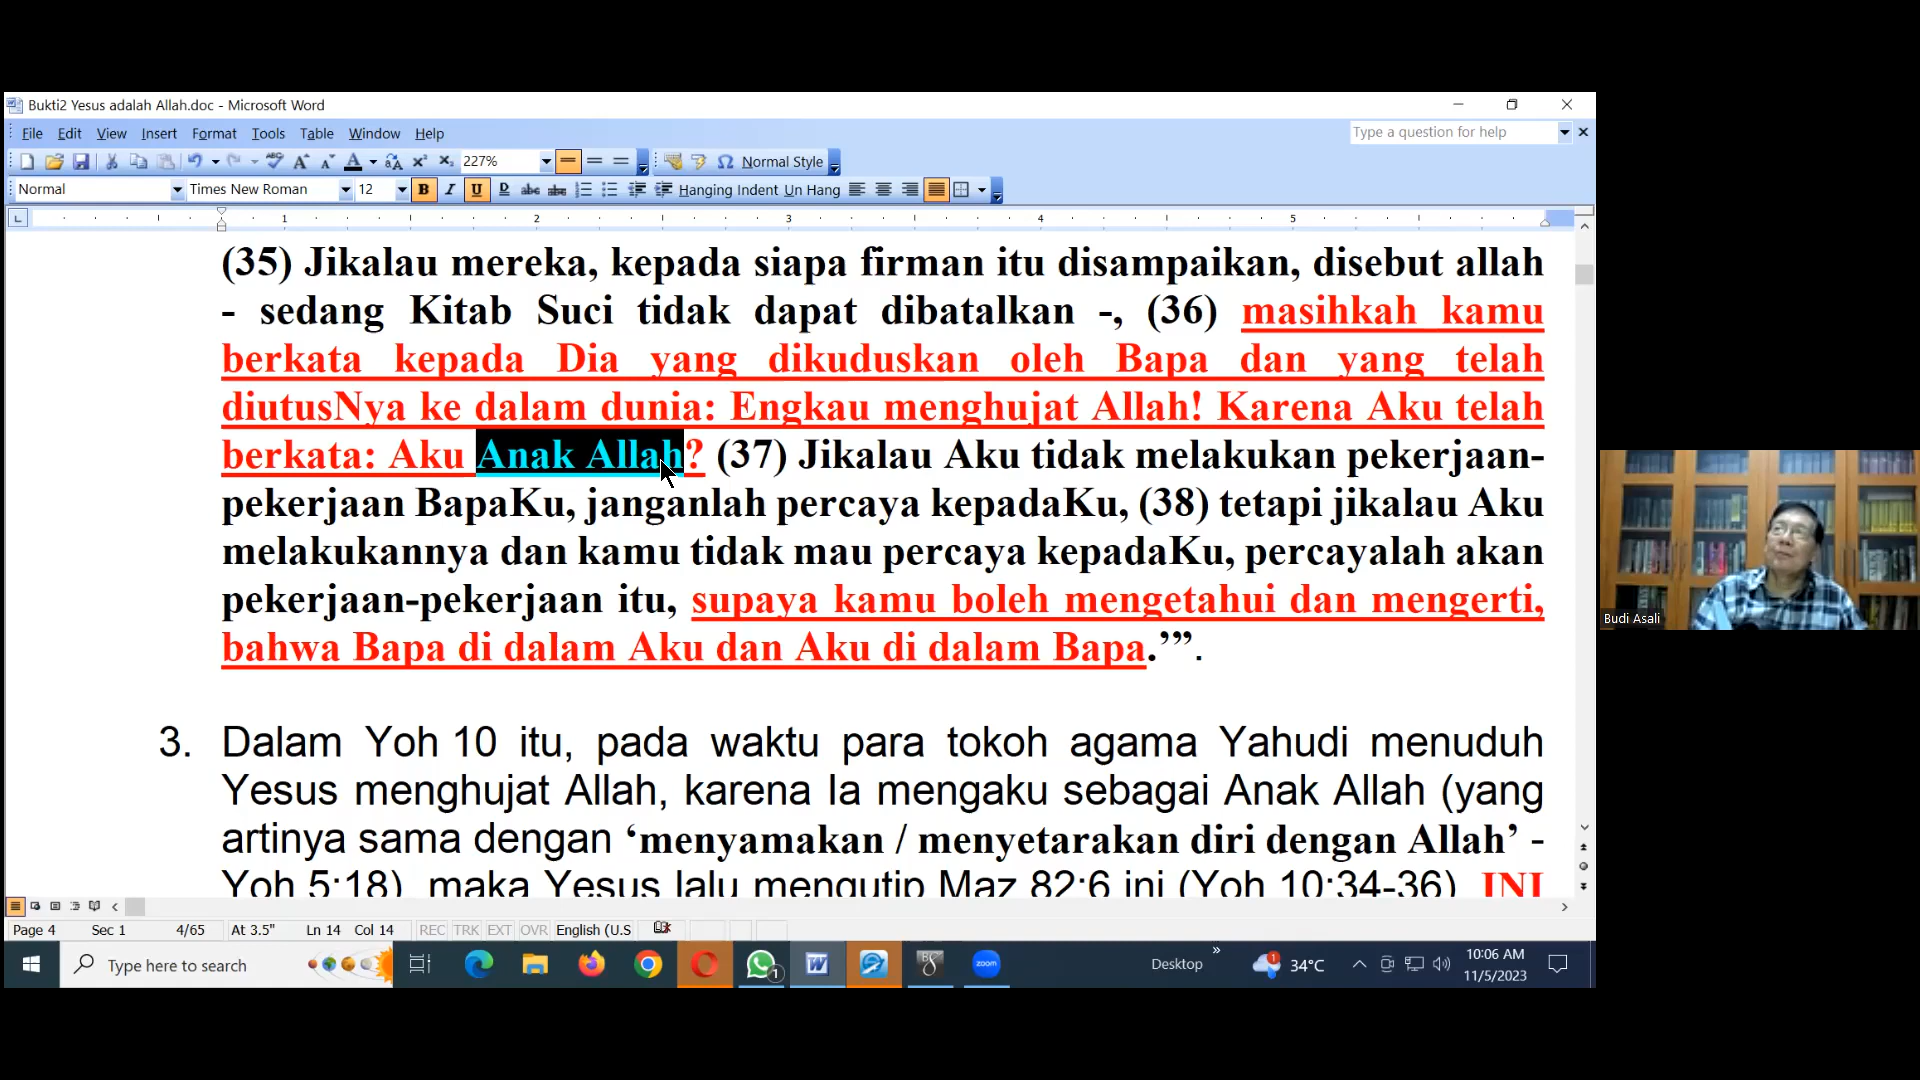 Bukti2 Yesus adalah Allah.doc - Microsoft Word
File Edit View Insert Format Tools Table Window Help
Type a question for help
227%
Normal Style
Normal
Times New Roman
12
Hanging Indent Un Hang
1 2 3 4 5
(35) Jikalau mereka, kepada siapa firman itu disampaikan, disebut allah
- sedang Kitab Suci tidak dapat dibatalkan -, (36) masihkah kamu
berkata kepada Dia yang dikuduskan oleh Bapa dan yang telah
diutusNya ke dalam dunia: Engkau menghujat Allah! Karena Aku telah
berkata: Aku Anak Allah? (37) Jikalau Aku tidak melakukan pekerjaan-
pekerjaan BapaKu, janganlah percaya kepadaKu, (38) tetapi jikalau Aku
melakukannya dan kamu tidak mau percaya kepadaKu, percayalah akan
pekerjaan-pekerjaan itu, supaya kamu boleh mengetahui dan mengerti,
bahwa Bapa di dalam Aku dan Aku di dalam Bapa.’”.
3. Dalam Yoh 10 itu, pada waktu para tokoh agama Yahudi menuduh
Yesus menghujat Allah, karena Ia mengaku sebagai Anak Allah (yang
artinya sama dengan ‘menyamakan / menyetarakan diri dengan Allah’ -
Yoh 5:18), maka Yesus lalu mengutip Maz 82:6 ini (Yoh 10:34-36). INI
Budi Asali
Page 4 Sec 1 4/65 At 3.5" Ln 14 Col 14 REC TRK EXT OVR English (U.S
Type here to search
zoom
Desktop
34°C
10:06 AM
11/5/2023